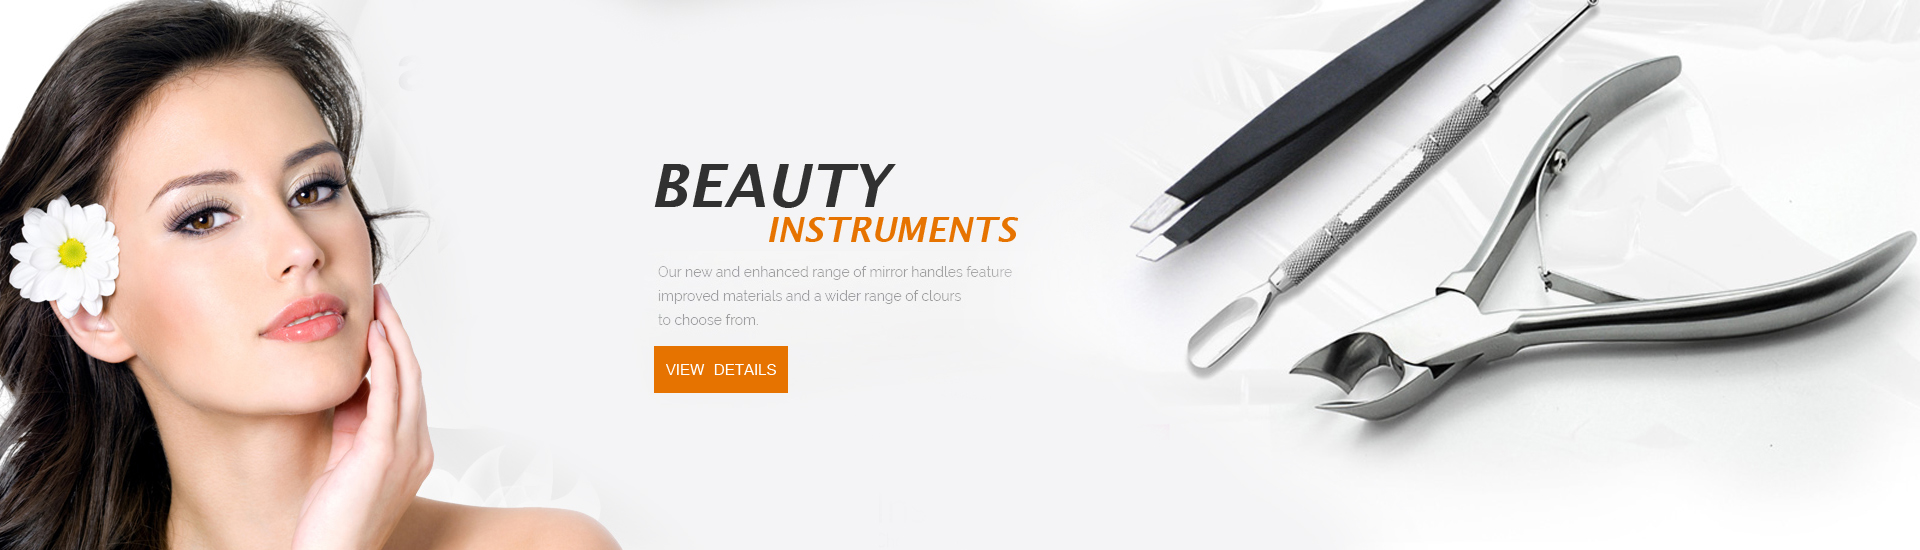 BEAUTY
INSTRUMENTS
Our new and enhanced range of mirror handles feature
improved materials and a wider range of clours
to choose from.
VIEW DETAILS